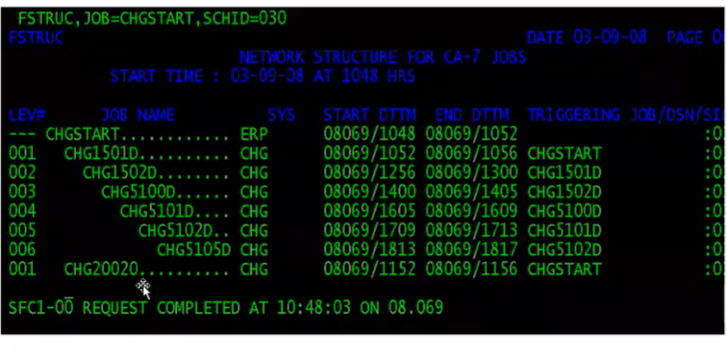 FSTRUC,JOB=CHGSTART,SCHID=030
FSTRUC DATE 03-09-08 PAGE
NETWORK STRUCTURE FOR CA-7 JOBS
START TIME : 03-09-08 AT 1048 HRS
LEV# JOB NAME SYS START DTTM END DTTM TRIGGERING JOB/DSN/
--- CHGSTART............ ERP 08069/1048 08069/1052 :0
001 CHG1501D.......... CHG 08069/1052 08069/1056 CHGSTART :0
002 CHG1502D........ CHG 08069/1256 08069/1300 CHG1501D :0
003 CHG5100D...... CHG 08069/1400 08069/1405 CHG1502D :0
004 CHG5101D.... CHG 08069/1605 08069/1609 CHG5100D :0
005 CHG5102D.. CHG 08069/1709 08069/1713 CHG5101D :0
006 CHG5105D CHG 08069/1813 08069/1817 CHG5102D :0
001 CHG20020.......... CHG 08069/1152 08069/1156 CHGSTART :0
SFC1-00 REQUEST COMPLETED AT 10:48:03 ON 08.069